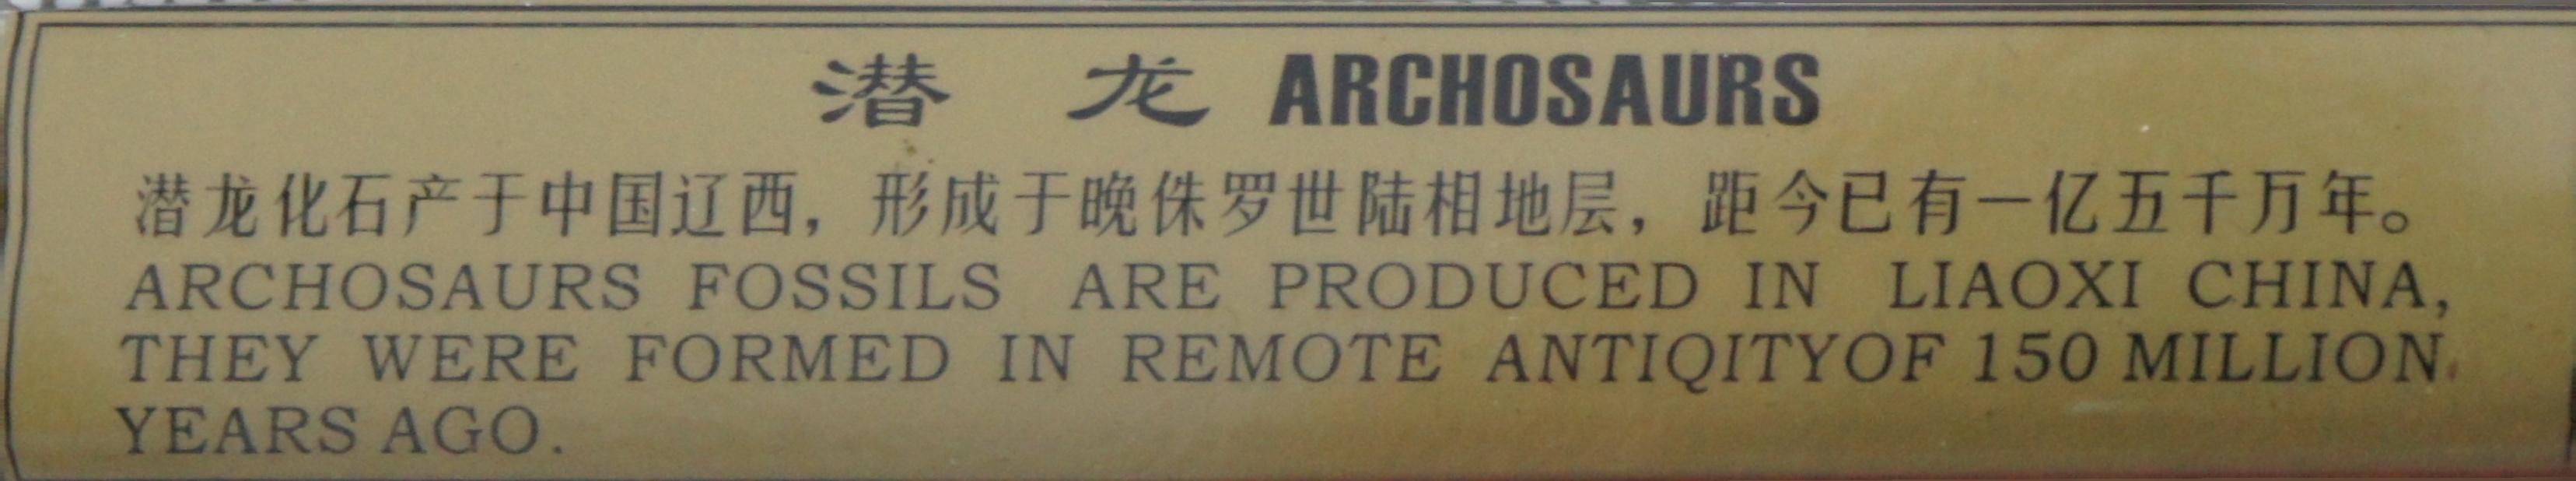 潜 龙 ARCHOSAURS
潜龙化石产于中国辽西，形成于晚侏罗世陆相地层，距今已有一亿五千万年。
ARCHOSAURS FOSSILS ARE PRODUCED IN LIAOXI CHINA,
THEY WERE FORMED IN REMOTE ANTIQITYOF 150 MILLION
YEARS AGO.